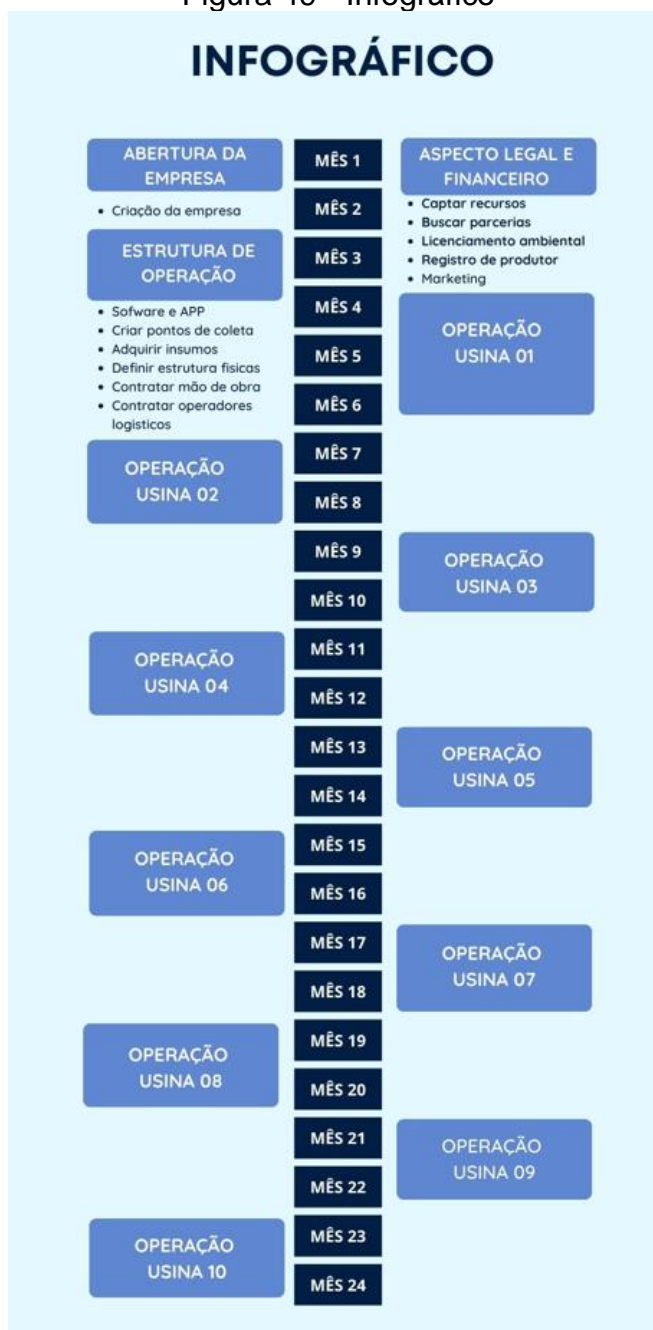 Figura - Infográfico
INFOGRÁFICO
ABERTURA DA
EMPRESA
MÊS 1
ASPECTO LEGAL E
FINANCEIRO
• Criação da empresa
MÊS 2
• Captar recursos
• Buscar parcerias
• Licenciamento ambiental
• Registro de produtor
• Marketing
ESTRUTURA DE
OPERAÇÃO
MÊS 3
• Sofware e APP
• Criar pontos de coleta
• Adquirir insumos
• Definir estrutura fisicas
• Contratar mão de obra
• Contratar operadores
logisticos
MÊS 4
MÊS 5
MÊS 6
OPERAÇÃO
USINA 01
OPERAÇÃO
USINA 02
MÊS 7
MÊS 8
MÊS 9
MÊS 10
OPERAÇÃO
USINA 03
OPERAÇÃO
USINA 04
MÊS 11
MÊS 12
MÊS 13
MÊS 14
OPERAÇÃO
USINA 05
OPERAÇÃO
USINA 06
MÊS 15
MÊS 16
MÊS 17
MÊS 18
OPERAÇÃO
USINA 07
OPERAÇÃO
USINA 08
MÊS 19
MÊS 20
MÊS 21
MÊS 22
OPERAÇÃO
USINA 09
OPERAÇÃO
USINA 10
MÊS 23
MÊS 24